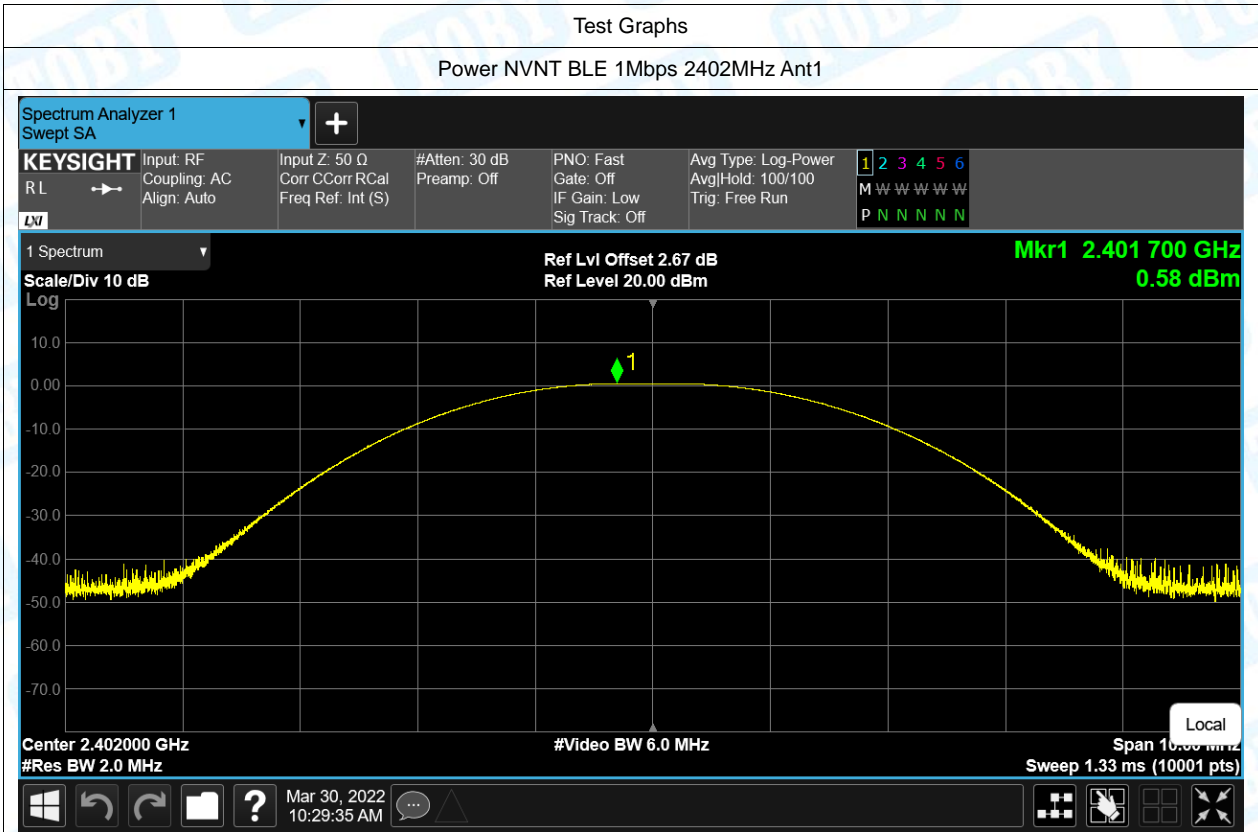 Test Graphs
Power NVNT BLE 1Mbps 2402MHz Ant1
Spectrum Analyzer 1
Swept SA
KEYSIGHT
R L
LXI
Input: RF
Coupling: AC
Align: Auto
Input Z: 50 Ω
Corr CCorr RCal
Freq Ref: Int (S)
#Atten: 30 dB
Preamp: Off
PNO: Fast
Gate: Off
IF Gain: Low
Sig Track: Off
Avg Type: Log-Power
Avg|Hold: 100/100
Trig: Free Run
1 2 3 4 5 6
M W W W W W
P N N N N N
1 Spectrum
Scale/Div 10 dB
Log
Ref Lvl Offset 2.67 dB
Ref Level 20.00 dBm
Mkr1 2.401 700 GHz
0.58 dBm
10.0
0.00
-10.0
-20.0
-30.0
-40.0
-50.0
-60.0
-70.0
1
Local
Center 2.402000 GHz
#Res BW 2.0 MHz
#Video BW 6.0 MHz
Span 10.00 MHz
Sweep 1.33 ms (10001 pts)
?
Mar 30, 2022
10:29:35 AM
TOBY